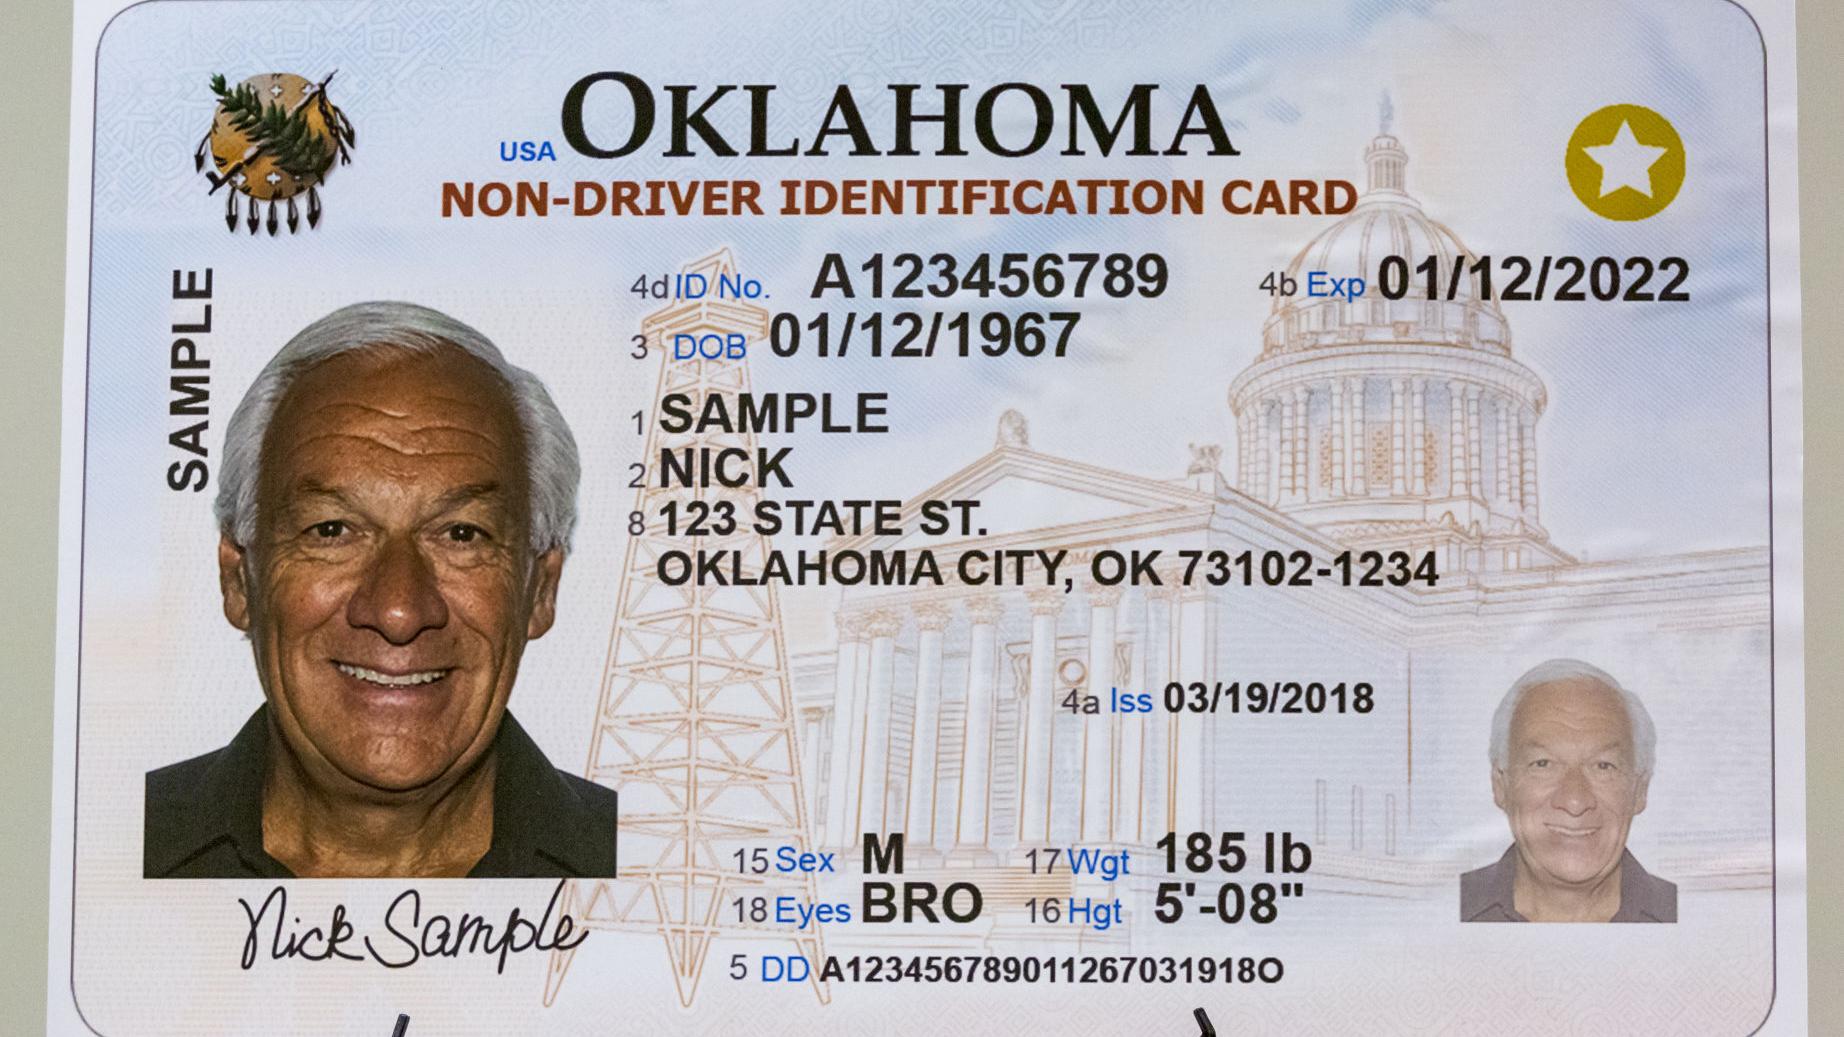 USA OKLAHOMA
NON-DRIVER IDENTIFICATION CARD
SAMPLE
4d ID No. A123456789 4b Exp 01/12/2022
3 DOB 01/12/1967
1 SAMPLE
2 NICK
8 123 STATE ST.
OKLAHOMA CITY, OK 73102-1234
4a Iss 03/19/2018
15 Sex M 17 Wgt 185 lb
18 Eyes BRO 16 Hgt 5'-08"
Nick Sample
5 DD A123456789011267031918O